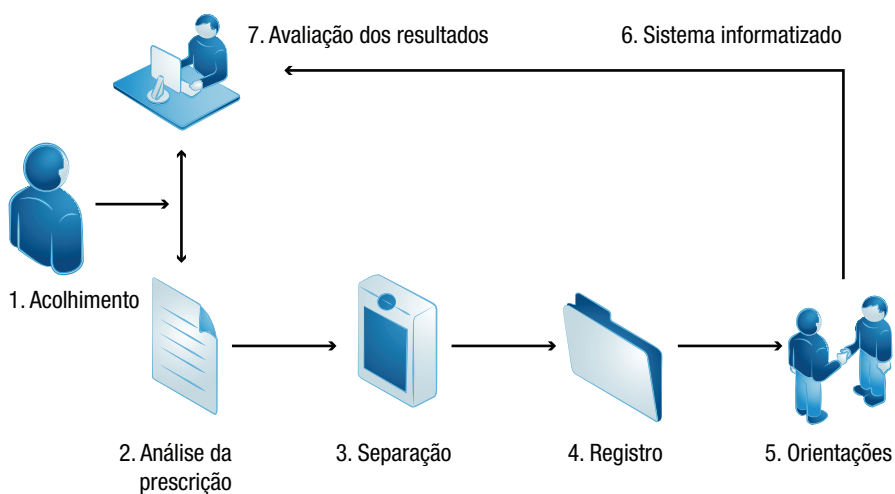 7. Avaliação dos resultados
6. Sistema informatizado
1. Acolhimento
2. Análise da
prescrição
3. Separação
4. Registro
5. Orientações